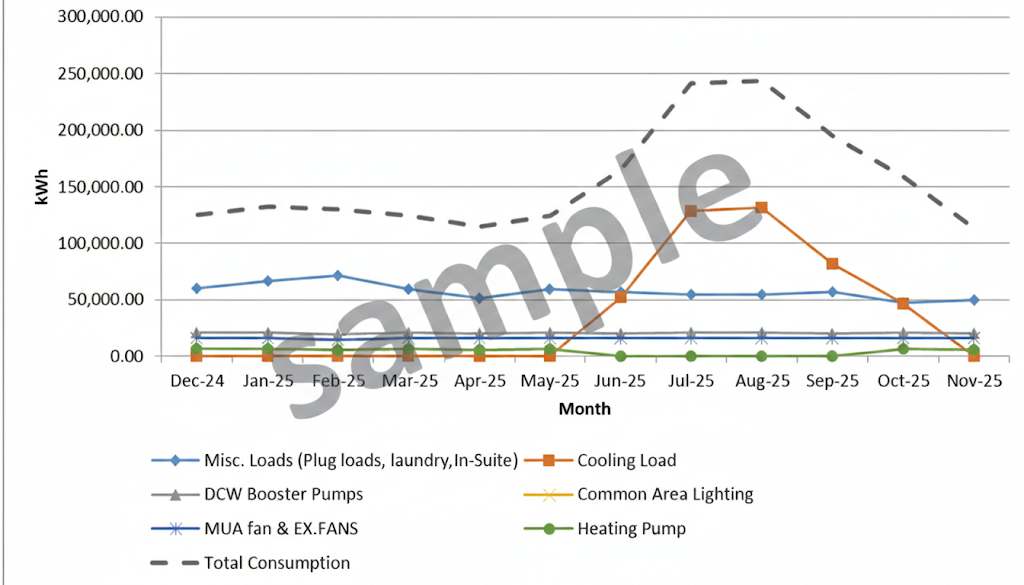 300,000.00
250,000.00
200,000.00
150,000.00
100,000.00
50,000.00
0.00
kWh
Dec-24 Jan-25 Feb-25 Mar-25 Apr-25 May-25 Jun-25 Jul-25 Aug-25 Sep-25 Oct-25 Nov-25
Month
sample
Misc. Loads (Plug loads, laundry,In-Suite) Cooling Load
DCW Booster Pumps Common Area Lighting
MUA fan & EX.FANS Heating Pump
Total Consumption